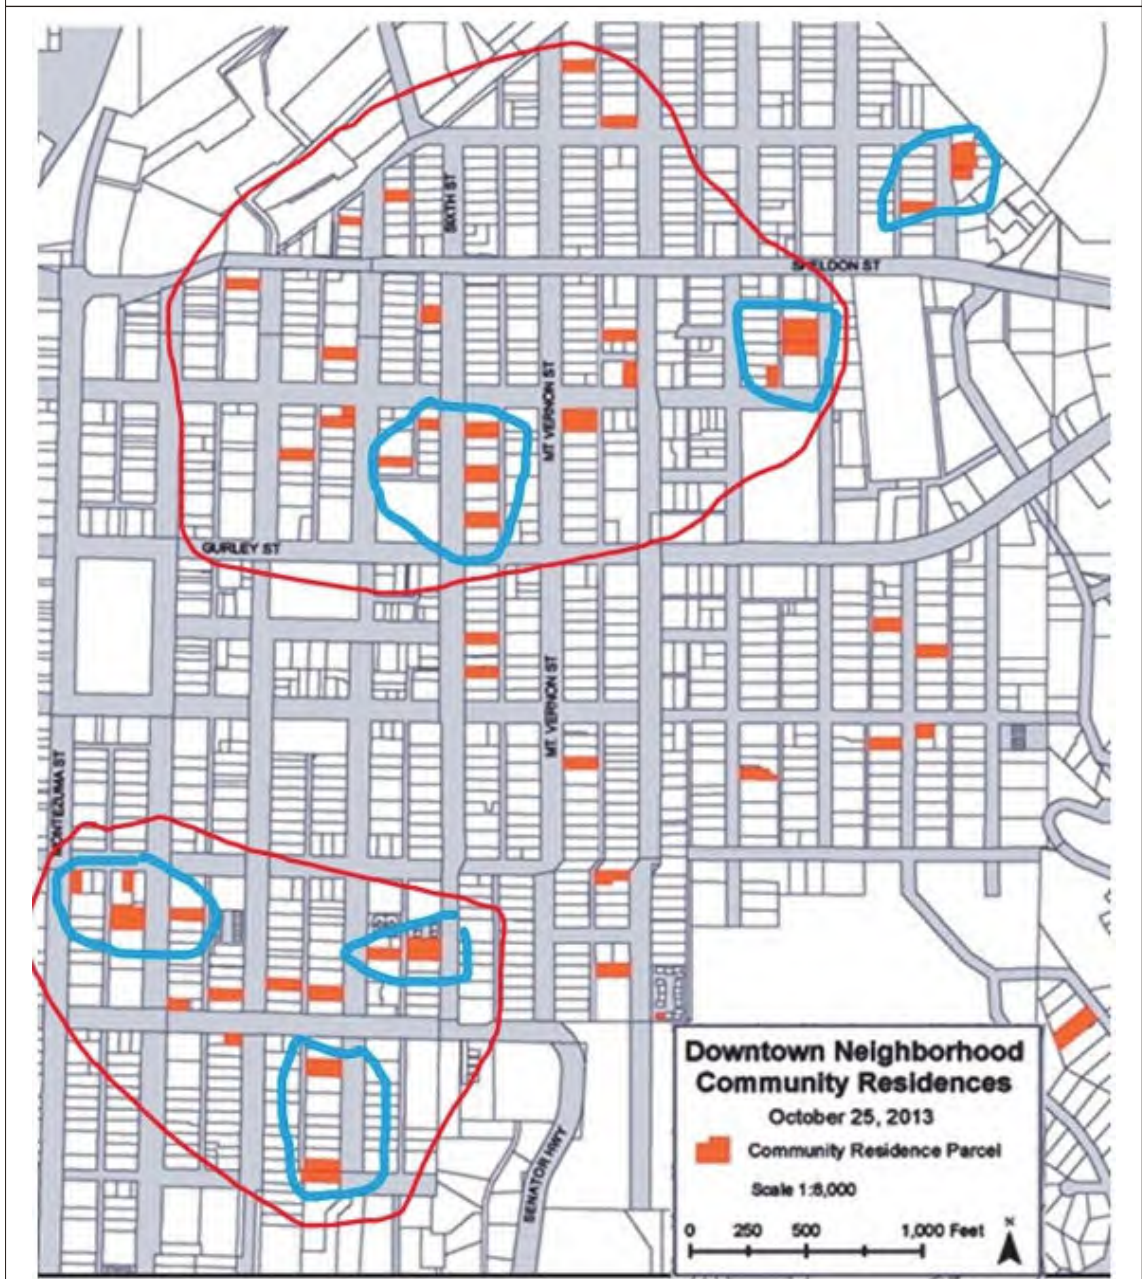 SIXTH ST
SHELDON ST
MT VERNON ST
GURLEY ST
MT VERNON ST
MONTEZUMA ST
SENATOR HWY
Downtown Neighborhood
Community Residences
October 25, 2013
Community Residence Parcel
Scale 1:6,000
0 250 500 1,000 Feet
N